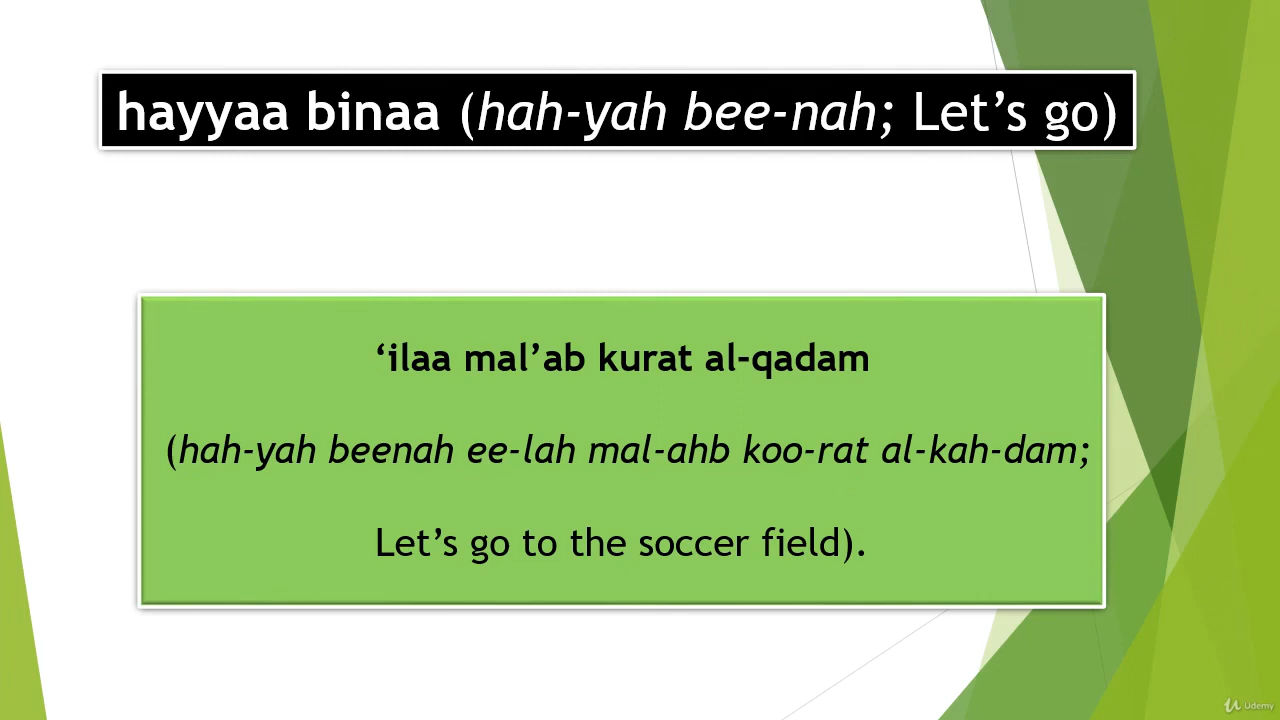 hayyaa binaa (hah-yah bee-nah; Let’s go)
‘ilaa mal’ab kurat al-qadam
(hah-yah beenah ee-lah mal-ahb koo-rat al-kah-dam;
Let’s go to the soccer field).
Udemy